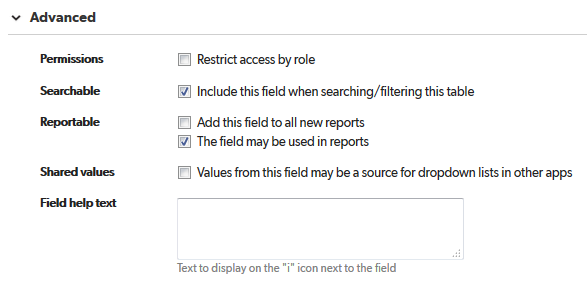 Advanced
Permissions Restrict access by role
Searchable Include this field when searching/filtering this table
Reportable Add this field to all new reports
The field may be used in reports
Shared values Values from this field may be a source for dropdown lists in other apps
Field help text
Text to display on the "i" icon next to the field